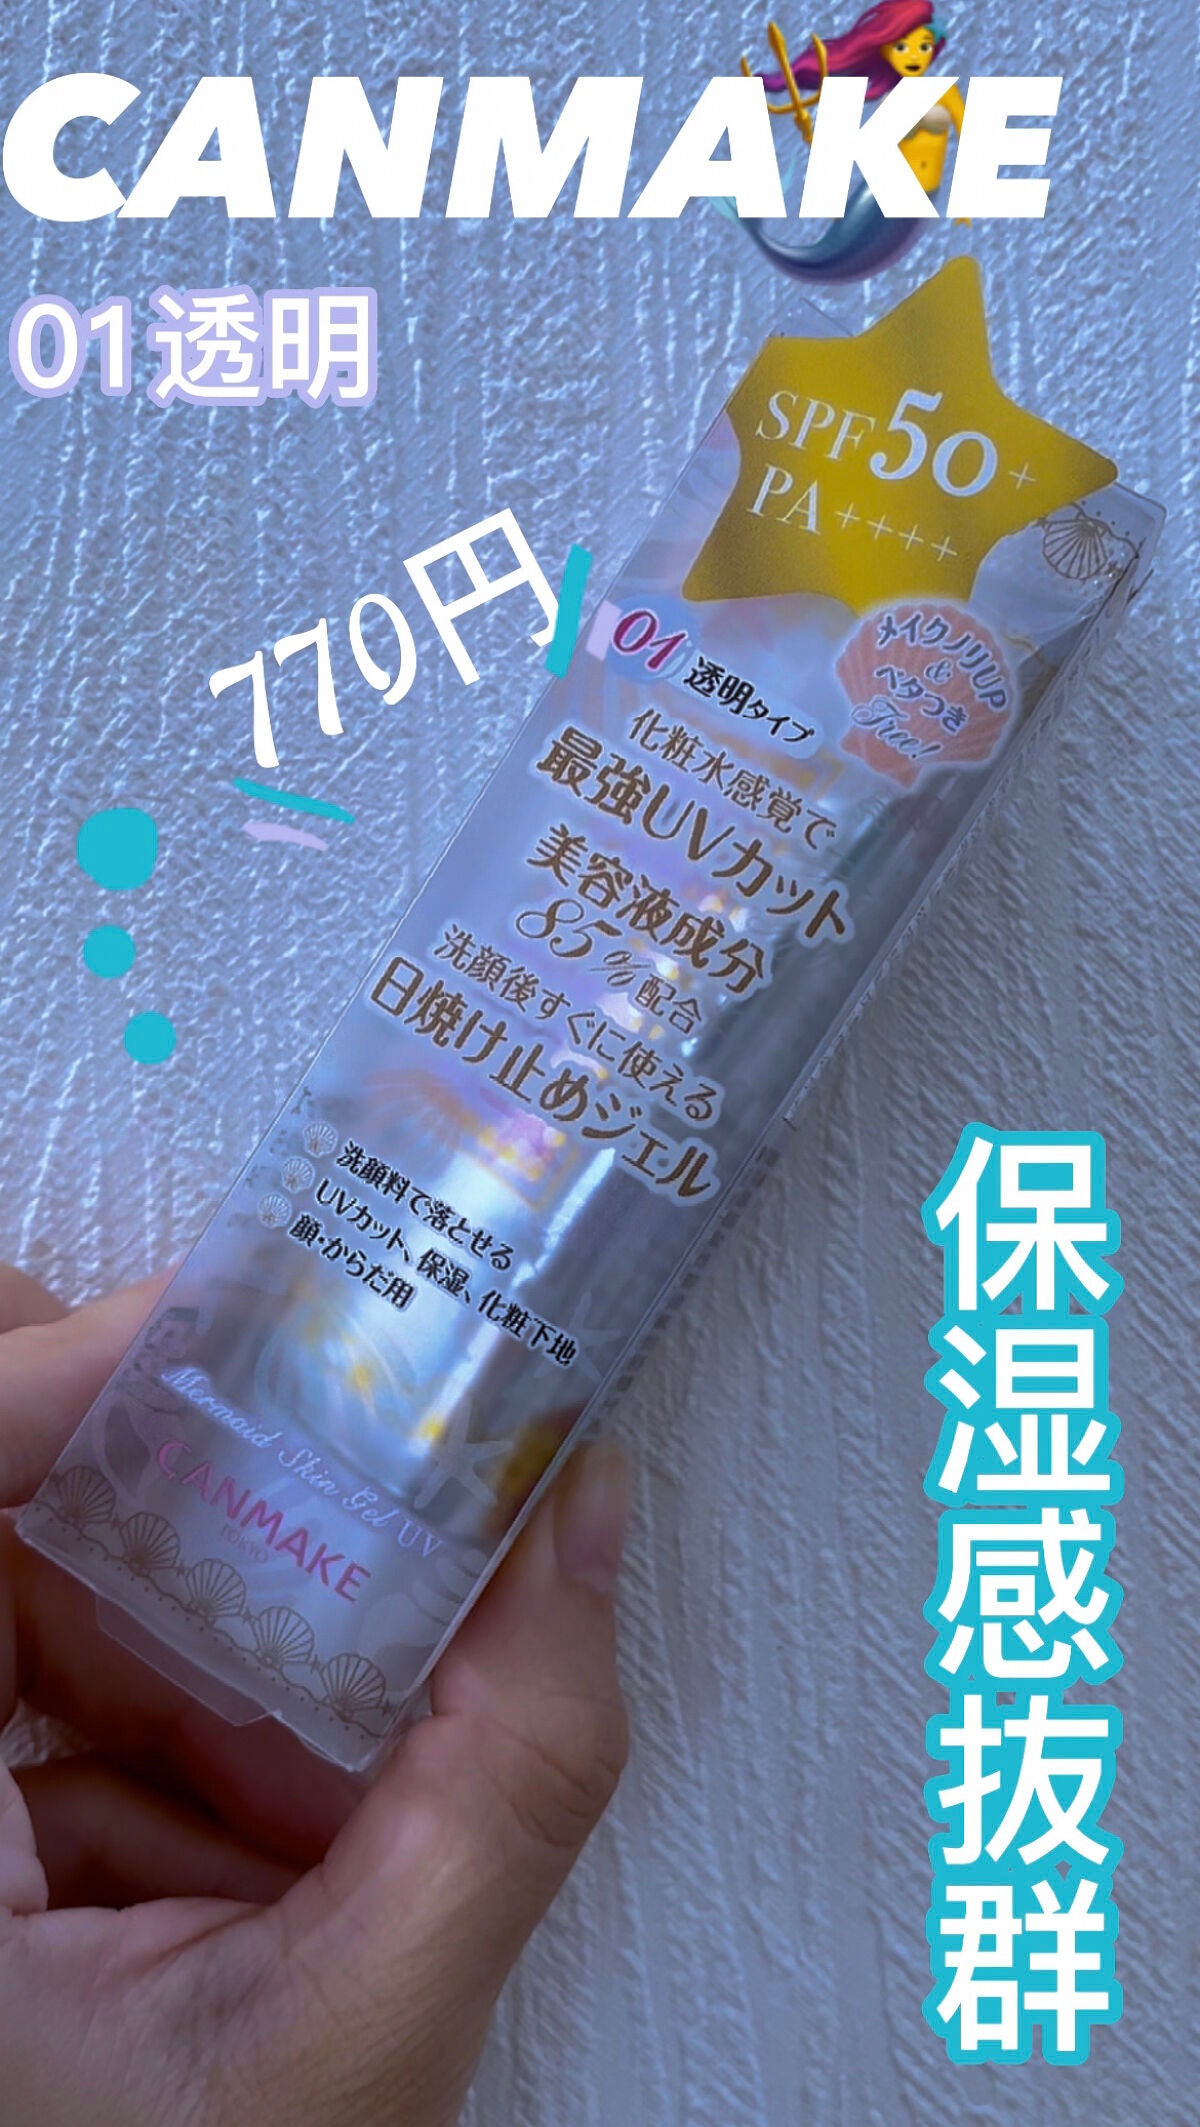 CANMAKE
01透明
SPF50+
PA++++
770円
メイクノリUP
&
ベタつき
Free!
01 透明タイプ
化粧水感覚で
最強UVカット
美容液成分
85%配合
洗顔後すぐに使える
日焼け止めジェル
洗顔料で落とせる
UVカット、保湿、化粧下地
顔・からだ用
Mermaid Skin Gel UV
CANMAKE
TOKYO
保湿感抜群